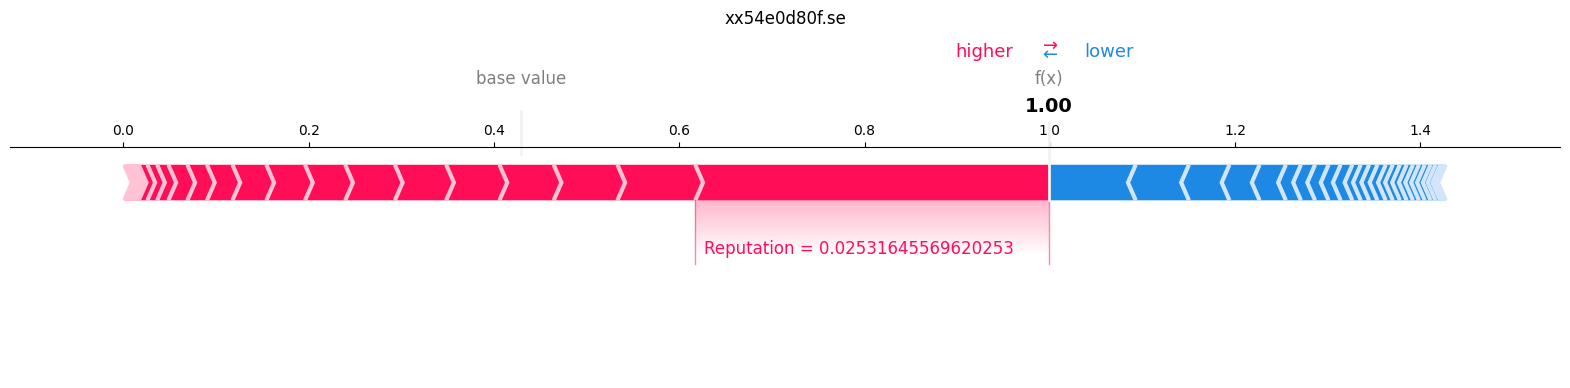 xx54e0d80f.se
higher ⇄ lower
base value f(x)
1.00
0.0 0.2 0.4 0.6 0.8 1.0 1.2 1.4
Reputation = 0.02531645569620253